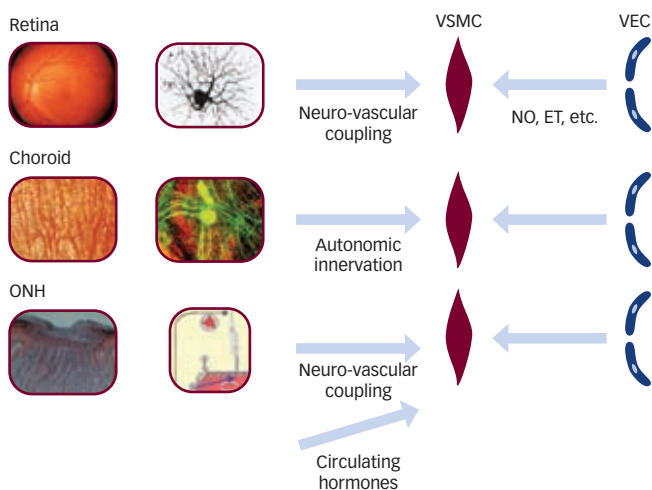 Retina
VSMC
VEC
Neuro-vascular
coupling
NO, ET, etc.
Choroid
Autonomic
innervation
ONH
Neuro-vascular
coupling
Circulating
hormones